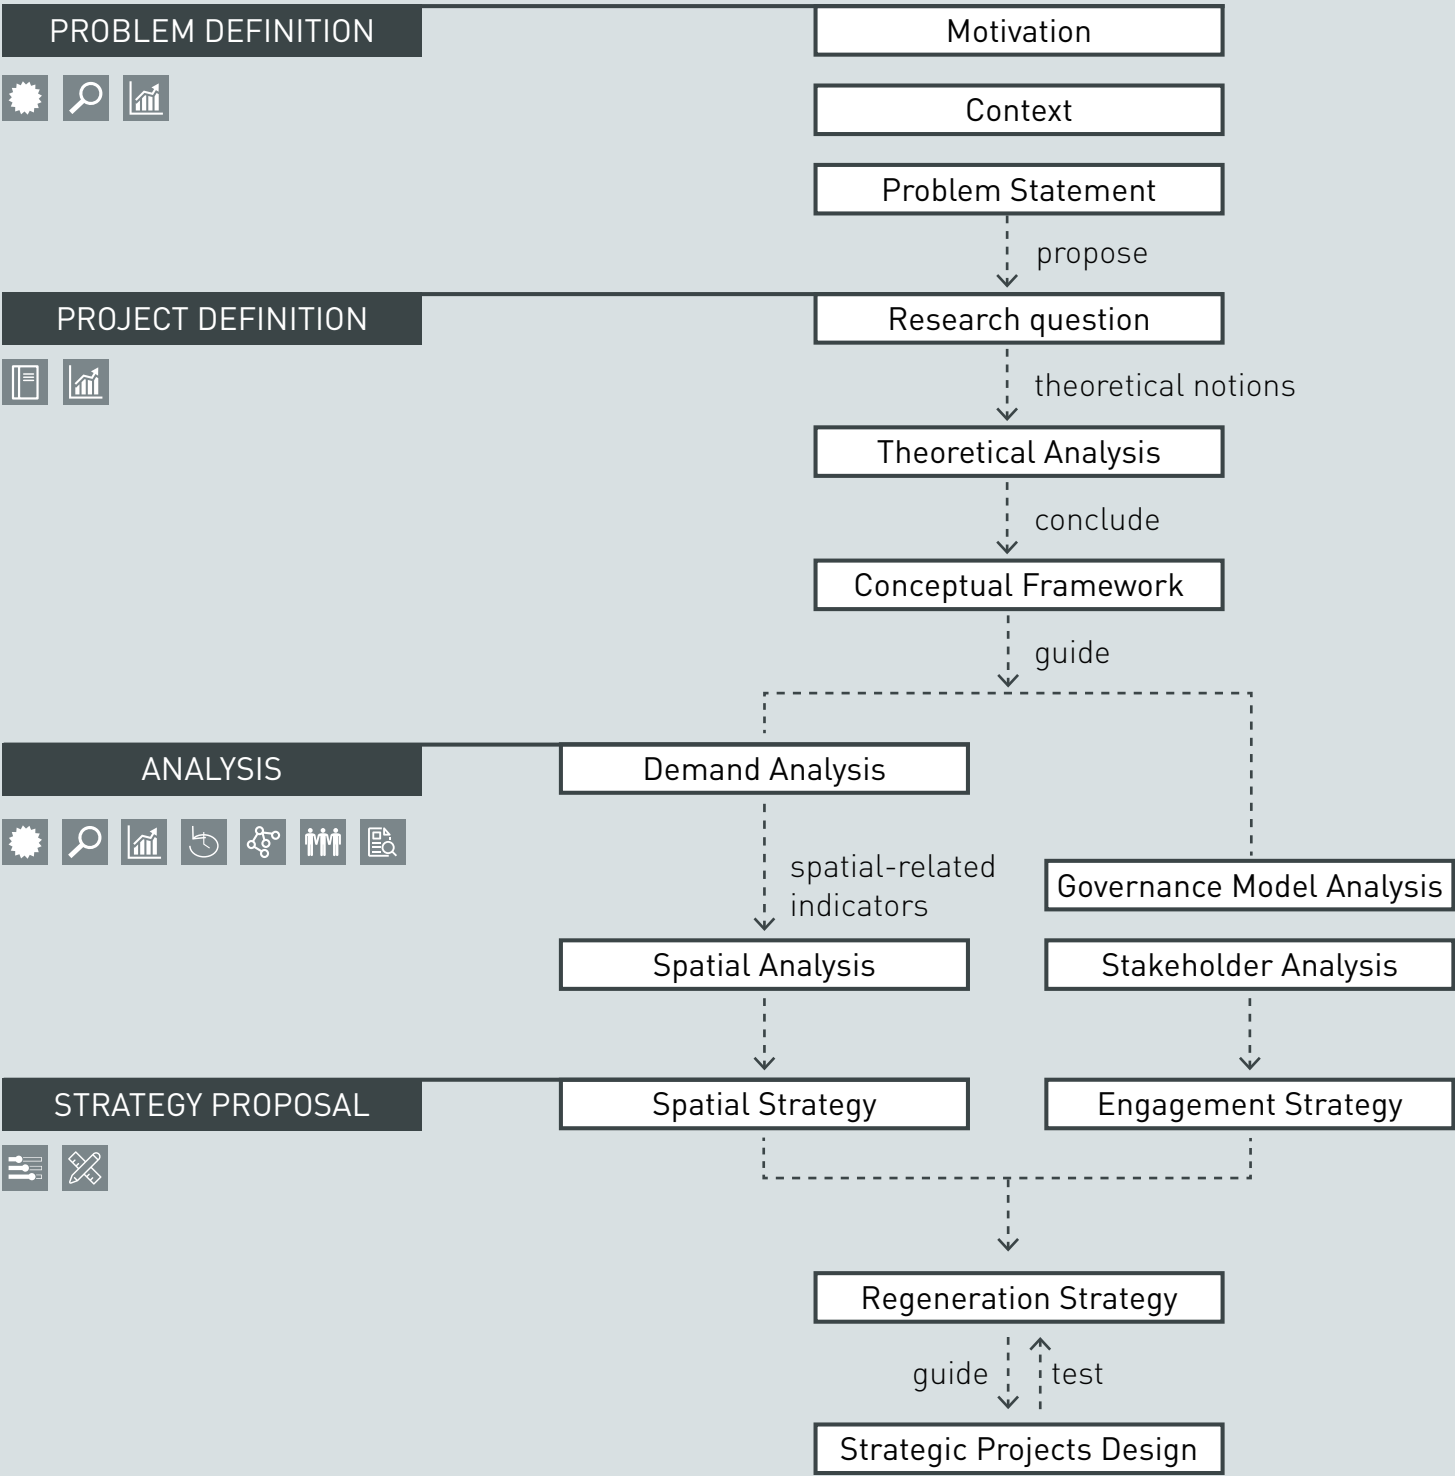 PROBLEM DEFINITION
Motivation
Context
Problem Statement
propose
PROJECT DEFINITION
Research question
theoretical notions
Theoretical Analysis
conclude
Conceptual Framework
guide
ANALYSIS
Demand Analysis
spatial-related
indicators
Governance Model Analysis
Spatial Analysis
Stakeholder Analysis
STRATEGY PROPOSAL
Spatial Strategy
Engagement Strategy
Regeneration Strategy
guide
test
Strategic Projects Design